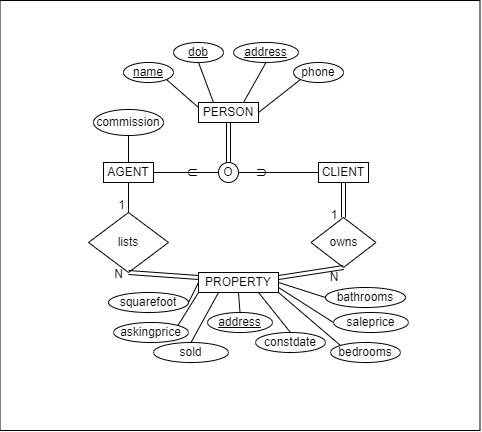 dob
address
name
phone
PERSON
commission
AGENT
⊂
O
⊃
CLIENT
1
1
lists
owns
N
N
PROPERTY
squarefoot
bathrooms
address
saleprice
askingprice
constdate
sold
bedrooms